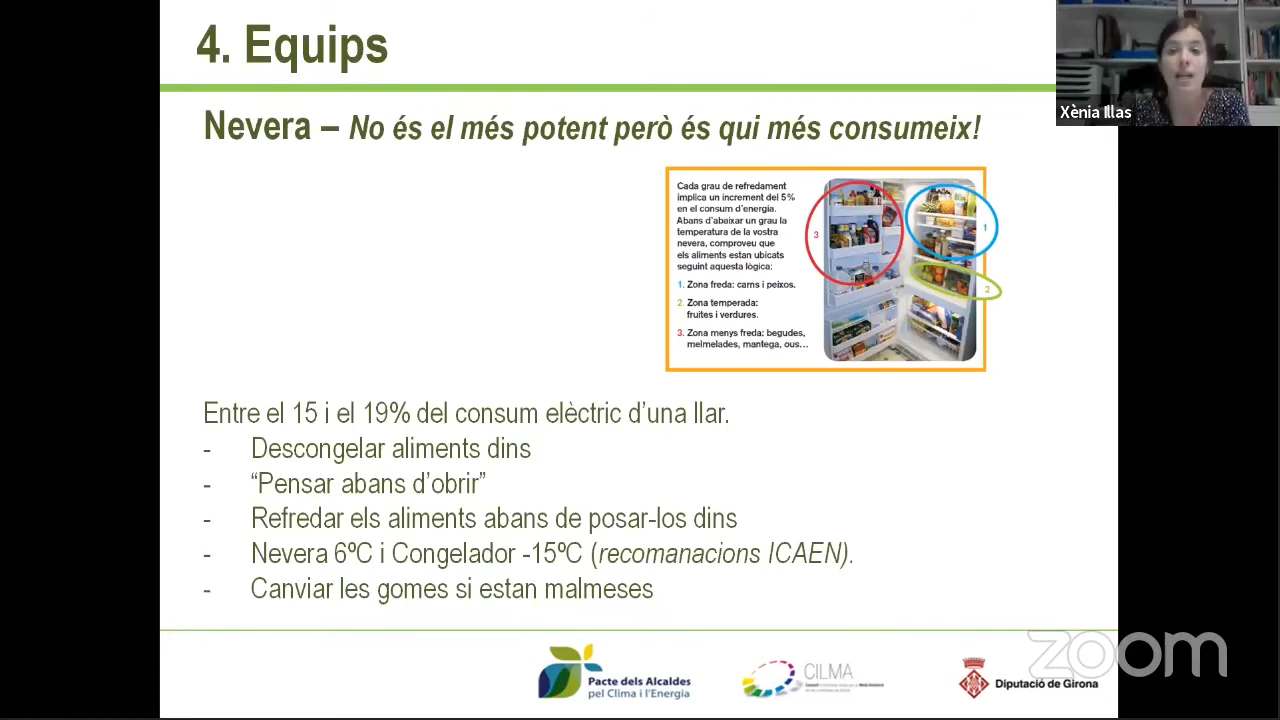 4. Equips
Xènia Illas
Nevera – No és el més potent però és qui més consumeix!
Cada grau de refredament
implica un increment del 5%
en el consum d'energia.
Abans d'abaixar un grau la
temperatura de la vostra
nevera, comproveu que
els aliments estan ubicats
seguint aquesta lògica:
1. Zona freda: carns i peixos.
2. Zona temperada:
fruites i verdures.
3. Zona menys freda: begudes,
melmelades, mantega, ous…
3
1
2
Entre el 15 i el 19% del consum elèctric d'una llar.
- Descongelar aliments dins
- “Pensar abans d'obrir”
- Refredar els aliments abans de posar-los dins
- Nevera 6ºC i Congelador -15ºC (recomanacions ICAEN).
- Canviar les gomes si estan malmeses
Pacte dels Alcaldes
pel Clima i l'Energia
CILMA
Diputació de Girona
zoom